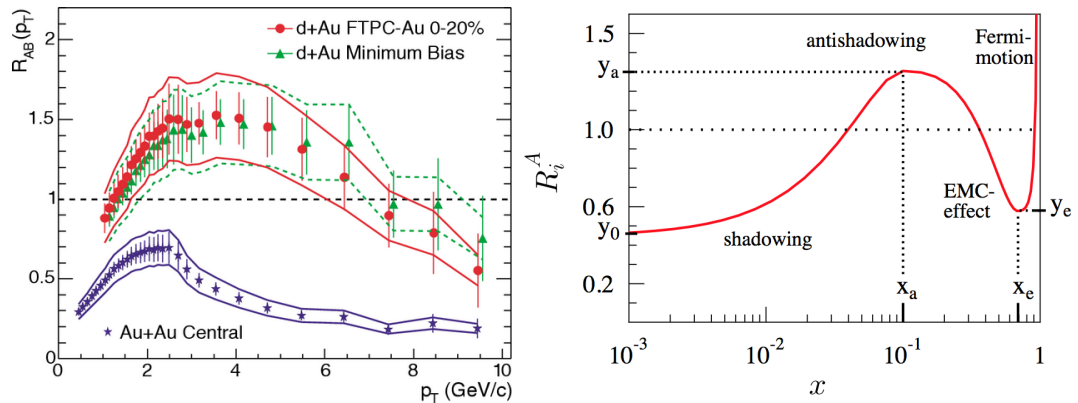 R_AB(p_T)
d+Au FTPC-Au 0-20%
d+Au Minimum Bias
2
1.5
1
0.5
0
Au+Au Central
0 2 4 6 8 10
p_T (GeV/c)
R_i^A
1.5
y_a
1.0
0.6
y_0
0.2
antishadowing
Fermi-
motion
EMC-
effect
y_e
shadowing
x_a x_e
10^-3 10^-2 10^-1 1
x